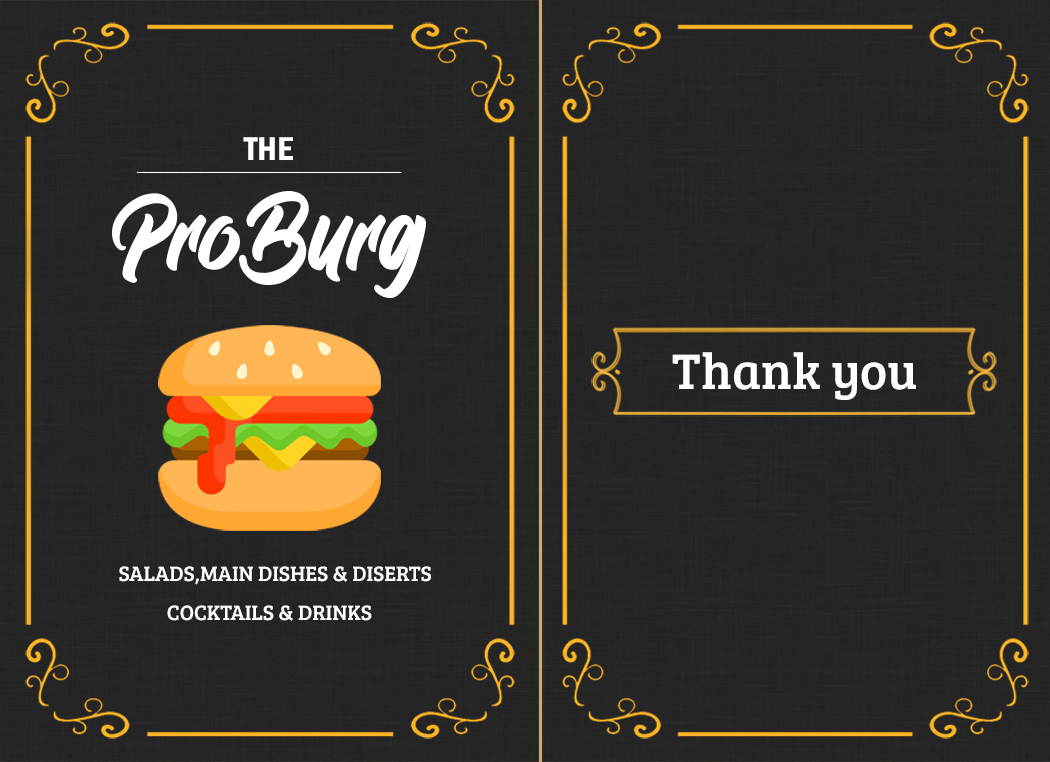 THE
ProBurg
SALADS,MAIN DISHES & DISERTS
COCKTAILS & DRINKS
Thank you